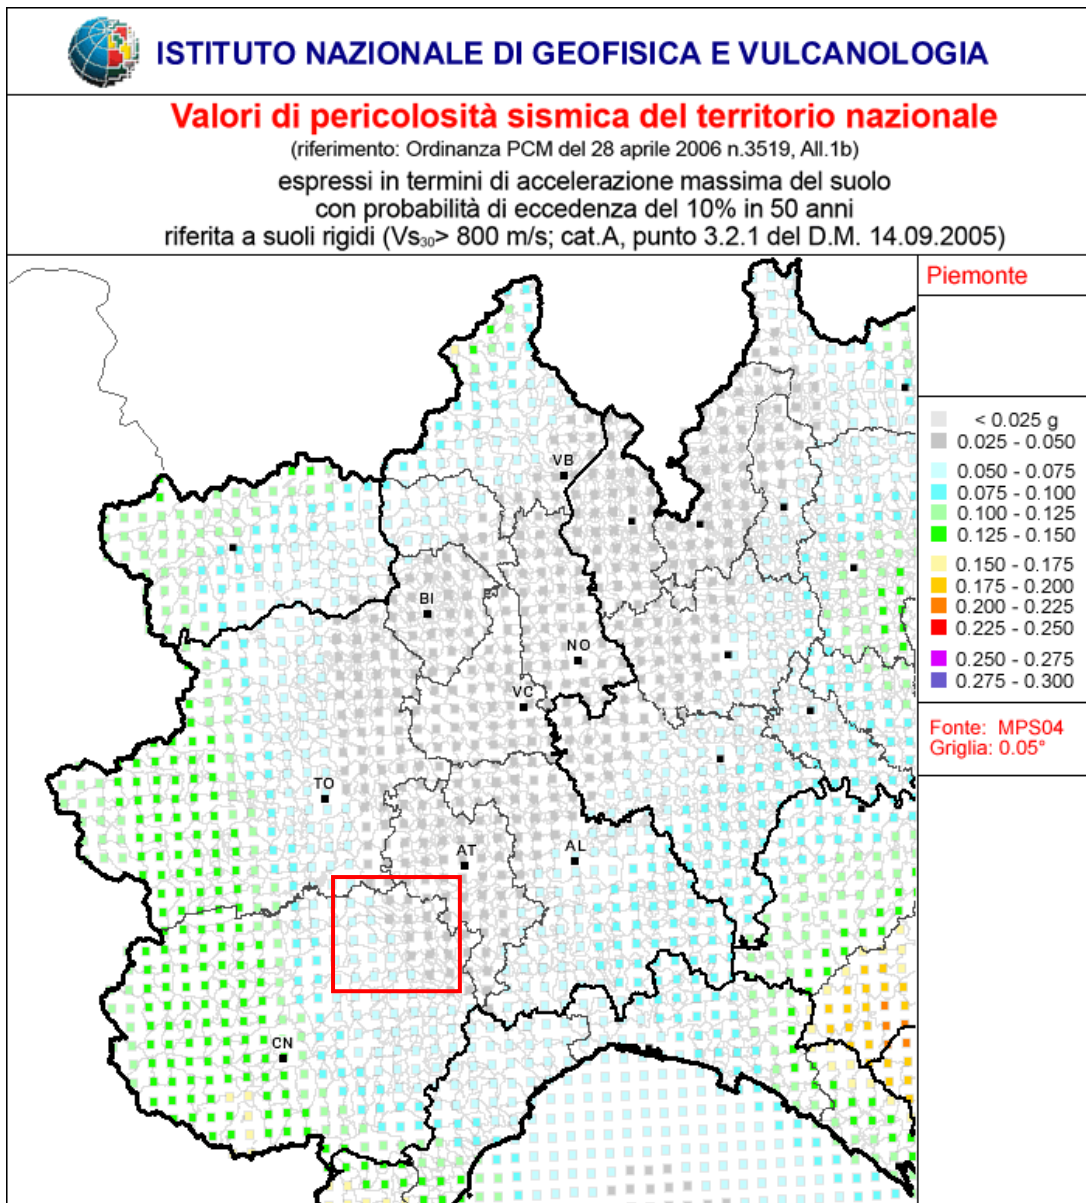 ISTITUTO NAZIONALE DI GEOFISICA E VULCANOLOGIA
Valori di pericolosità sismica del territorio nazionale
(riferimento: Ordinanza PCM del 28 aprile 2006 n.3519, All.1b)
espressi in termini di accelerazione massima del suolo
con probabilità di eccedenza del 10% in 50 anni
riferita a suoli rigidi (Vs₃₀> 800 m/s; cat.A, punto 3.2.1 del D.M. 14.09.2005)
Piemonte
< 0.025 g
0.025 - 0.050
0.050 - 0.075
0.075 - 0.100
0.100 - 0.125
0.125 - 0.150
0.150 - 0.175
0.175 - 0.200
0.200 - 0.225
0.225 - 0.250
0.250 - 0.275
0.275 - 0.300
Fonte: MPS04
Griglia: 0.05°
VB
BI
NO
VC
TO
AT
AL
CN